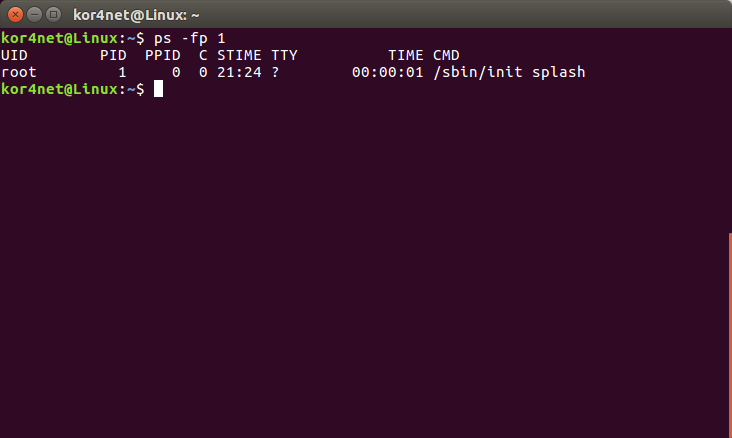 kor4net@Linux: ~
kor4net@Linux:~$ ps -fp 1
UID        PID  PPID  C STIME TTY          TIME CMD
root         1     0  0 21:24 ?        00:00:01 /sbin/init splash
kor4net@Linux:~$